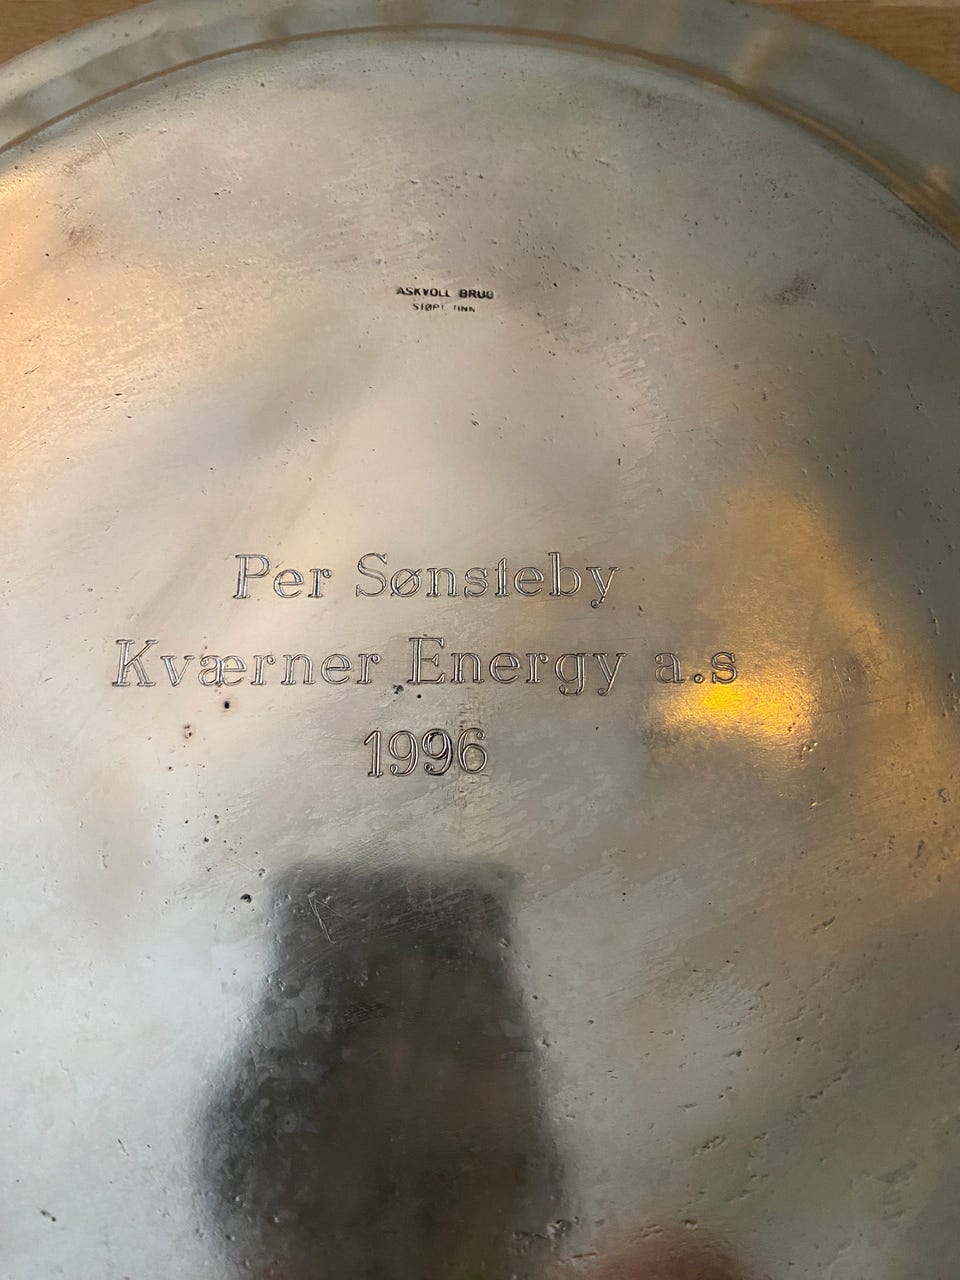 ASKVOLL BRUG
STØPT TINN
Per Sønsteby
Kværner Energy a.s
1996